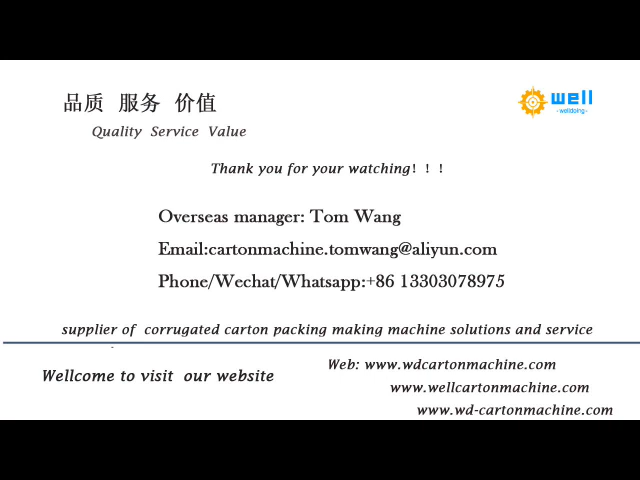 品质 服务 价值
well
-welldoing-
Quality Service Value
Thank you for your watching！！！
Overseas manager: Tom Wang
Email:cartonmachine.tomwang@aliyun.com
Phone/Wechat/Whatsapp:+86 13303078975
supplier of corrugated carton packing making machine solutions and service
Wellcome to visit our website
Web: www.wdcartonmachine.com
www.wellcartonmachine.com
www.wd-cartonmachine.com